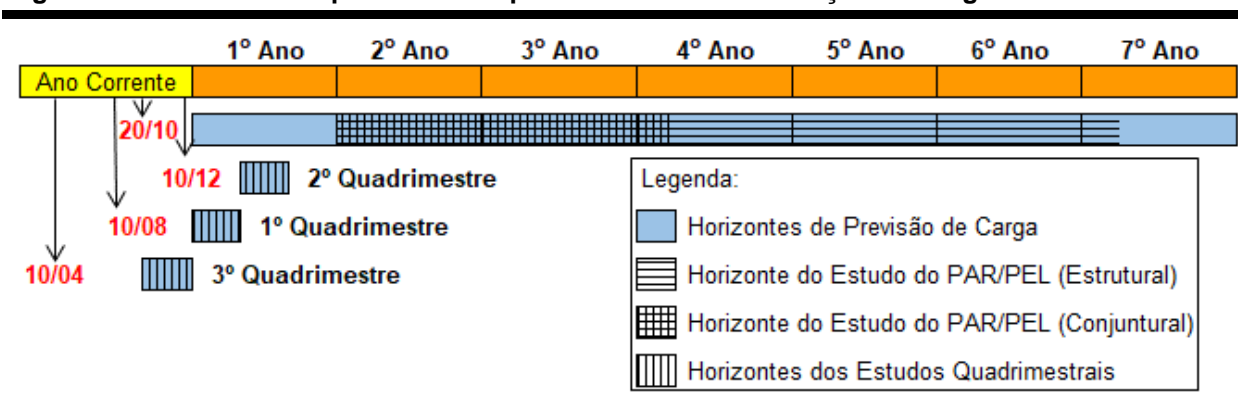 1º Ano 2º Ano 3º Ano 4º Ano 5º Ano 6º Ano 7º Ano
Ano Corrente
20/10
10/12 2º Quadrimestre
10/08 1º Quadrimestre
10/04 3º Quadrimestre
Legenda:
Horizontes de Previsão de Carga
Horizonte do Estudo do PAR/PEL (Estrutural)
Horizonte do Estudo do PAR/PEL (Conjuntural)
Horizontes dos Estudos Quadrimestrais